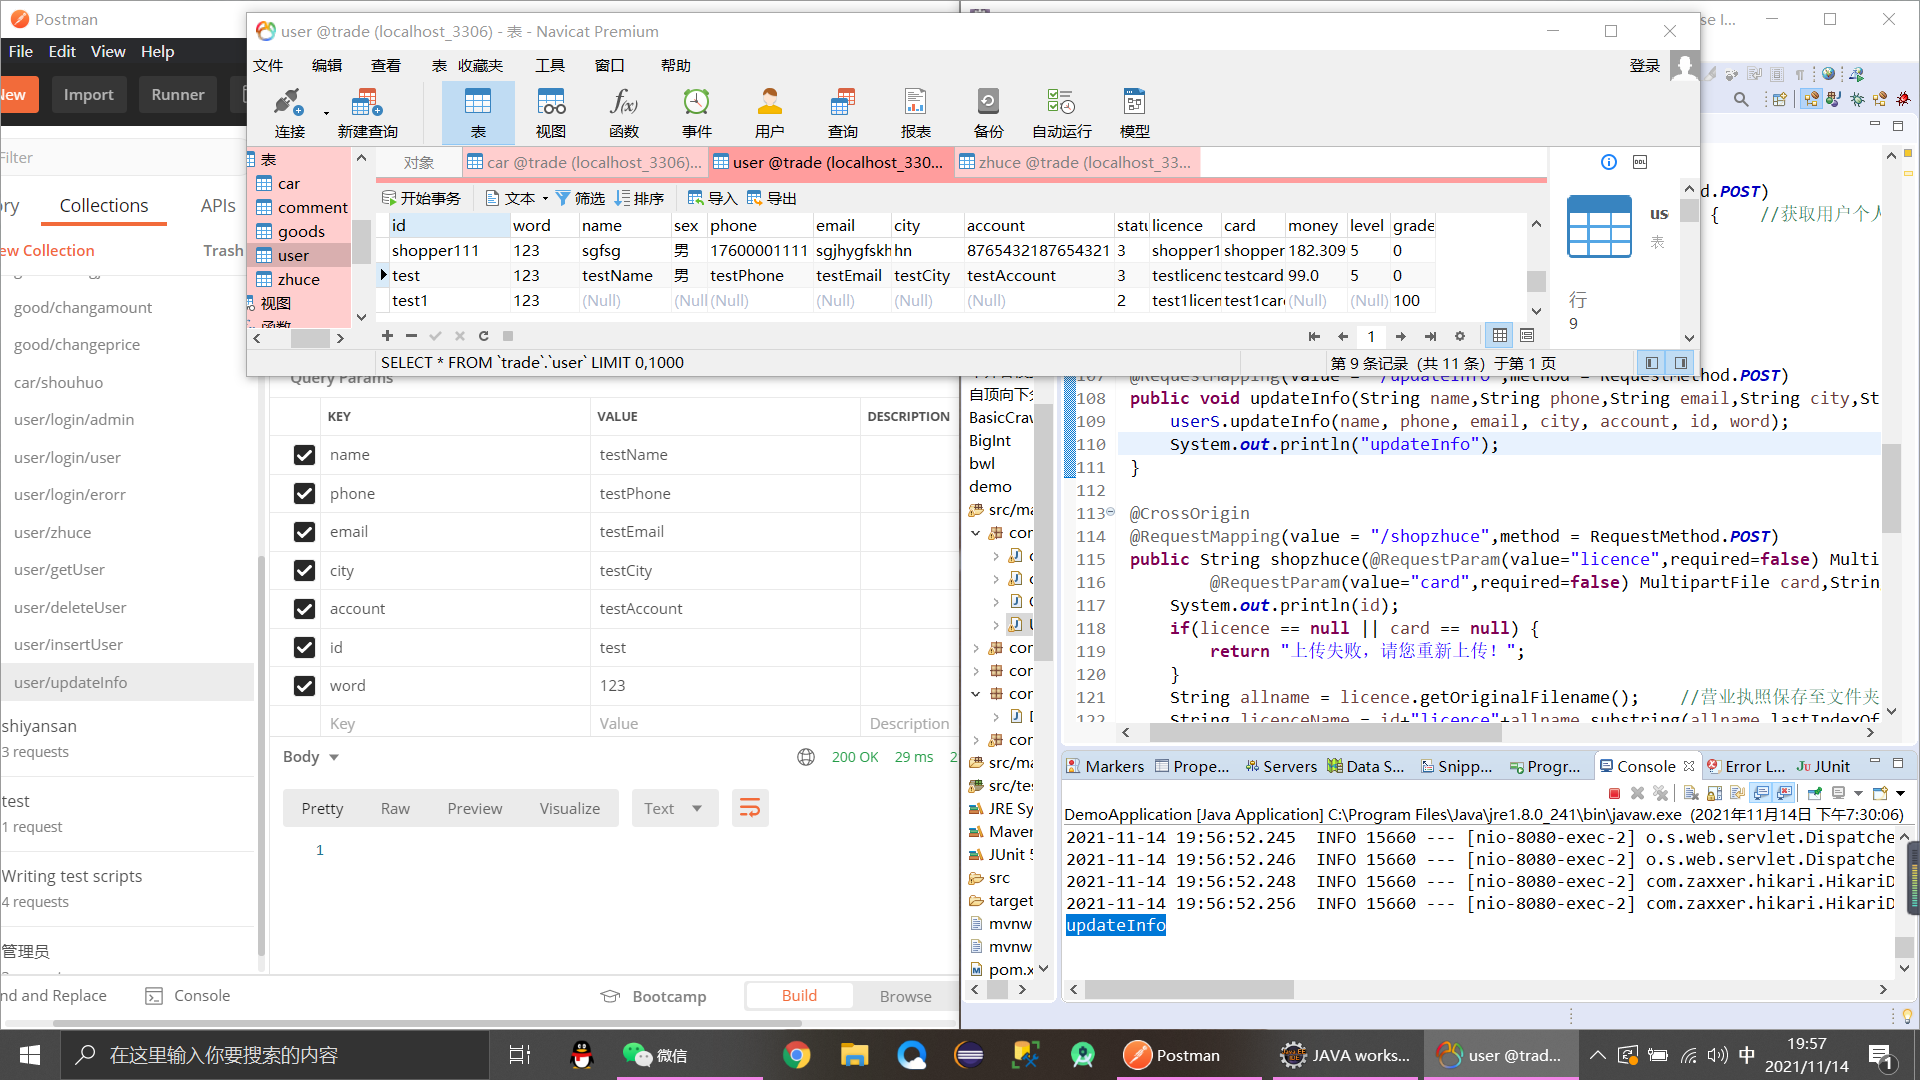 Postman
File Edit View Help
New Import Runner
Filter
Collections APIs
Trash
good/changamount
good/changeprice
car/shouhuo
user/login/admin
user/login/user
user/login/erorr
user/zhuce
user/getUser
user/deleteUser
user/insertUser
user/updateInfo
shiyansan
3 requests
test
1 request
Writing test scripts
4 requests
管理员
nd and Replace Console
user @trade (localhost_3306) - 表 - Navicat Premium
文件 编辑 查看 表 收藏夹 工具 窗口 帮助 登录
连接 新建查询 表 视图 函数 事件 用户 查询 报表 备份 自动运行 模型
表
car
comment
goods
user
zhuce
视图
函数
对象 car @trade (localhost_3306)... user @trade (localhost_330... zhuce @trade (localhost_33...
开始事务 文本 筛选 排序 导入 导出
id word name sex phone email city account statu licence card money level grade
shopper111 123 sgfsg 男 17600001111 sgjhygfskh hn 8765432187654321 3 shopper1 shopper 182.309 5 0
test 123 testName 男 testPhone testEmail testCity testAccount 3 testlicenc testcard 99.0 5 0
test1 123 (Null) (Null (Null) (Null) (Null) (Null) 2 test1licen test1card (Null) (Null) 100
1
SELECT * FROM `trade`.`user` LIMIT 0,1000
第 9 条记录 (共 11 条) 于第 1 页
us
表
行
9
DDL
Query Params
KEY VALUE DESCRIPTION
name testName
phone testPhone
email testEmail
city testCity
account testAccount
id test
word 123
Key Value Description
Body 200 OK 29 ms 2
Pretty Raw Preview Visualize Text
1
Bootcamp Build Browse
自顶向下分
BasicCraw
BigInt
bwl
demo
src/ma
con
con
con
con
con
src/ma
src/tes
JRE Sy
Maven
JUnit 5
src
target
mvnw
mvnw
pom.x
d.POST)
{ //获取用户个人
107 @RequestMapping(value = "/updateInfo",method = RequestMethod.POST)
108 public void updateInfo(String name,String phone,String email,String city,St
109 userS.updateInfo(name, phone, email, city, account, id, word);
110 System.out.println("updateInfo");
111 }
112
113 @CrossOrigin
114 @RequestMapping(value = "/shopzhuce",method = RequestMethod.POST)
115 public String shopzhuce(@RequestParam(value="licence",required=false) Multi
116 @RequestParam(value="card",required=false) MultipartFile card,String
117 System.out.println(id);
118 if(licence == null || card == null) {
119 return "上传失败，请您重新上传！";
120 }
121 String allname = licence.getOriginalFilename(); //营业执照保存至文件夹
122 String licenceName = id+"licence"+allname.substring(allname.lastIndexOf
Markers Prope... Servers Data S... Snipp... Progr... Console Error L... JUnit
DemoApplication [Java Application] C:\Program Files\Java\jre1.8.0_241\bin\javaw.exe (2021年11月14日 下午7:30:06)
2021-11-14 19:56:52.245 INFO 15660 --- [nio-8080-exec-2] o.s.web.servlet.Dispatche
2021-11-14 19:56:52.246 INFO 15660 --- [nio-8080-exec-2] o.s.web.servlet.Dispatche
2021-11-14 19:56:52.248 INFO 15660 --- [nio-8080-exec-2] com.zaxxer.hikari.HikariD
2021-11-14 19:56:52.256 INFO 15660 --- [nio-8080-exec-2] com.zaxxer.hikari.HikariD
updateInfo
在这里输入你要搜索的内容
微信
Postman
JAVA works...
user @trad...
中
19:57
2021/11/14
1